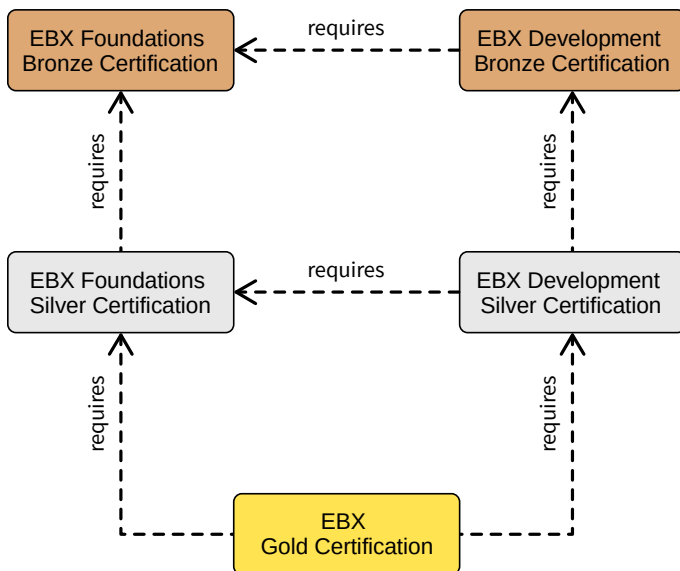 EBX Foundations
Bronze Certification
requires
EBX Development
Bronze Certification
requires
requires
EBX Foundations
Silver Certification
requires
EBX Development
Silver Certification
requires
requires
EBX
Gold Certification